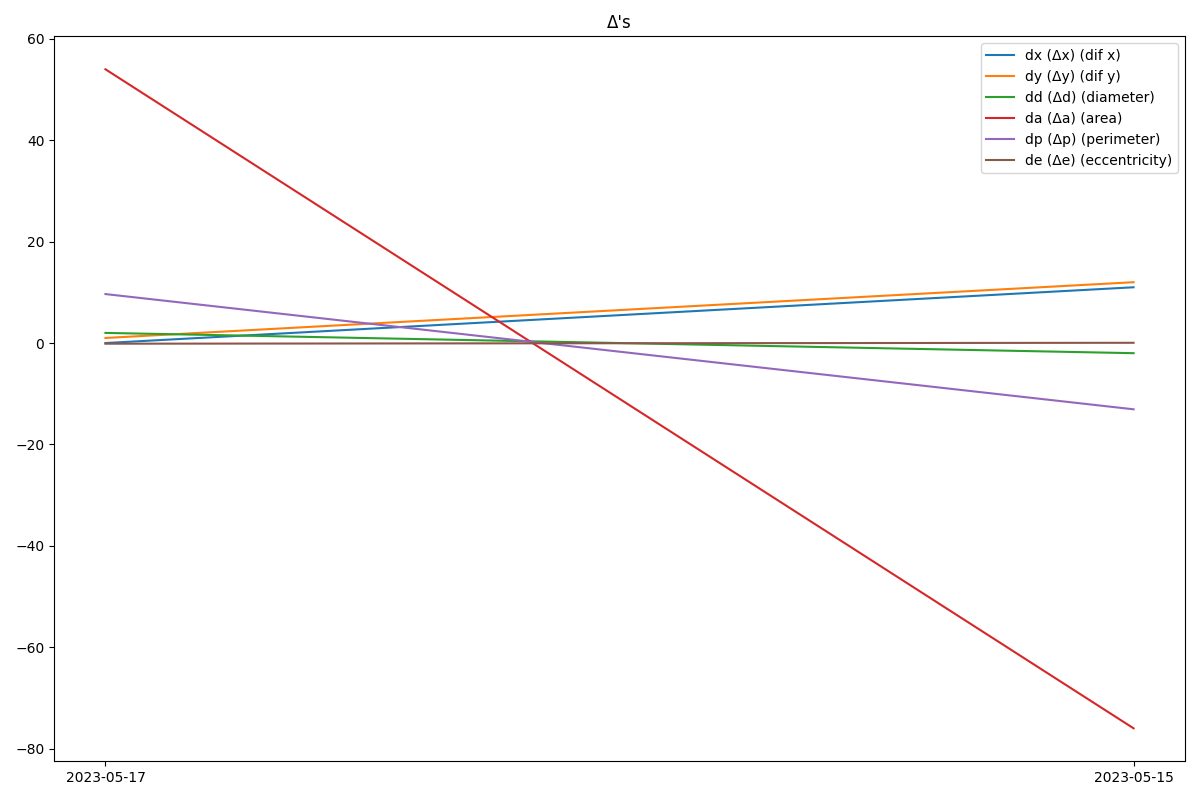 Δ's
60
40
20
0
−20
−40
−60
−80
2023-05-17
2023-05-15
dx (Δx) (dif x)
dy (Δy) (dif y)
dd (Δd) (diameter)
da (Δa) (area)
dp (Δp) (perimeter)
de (Δe) (eccentricity)